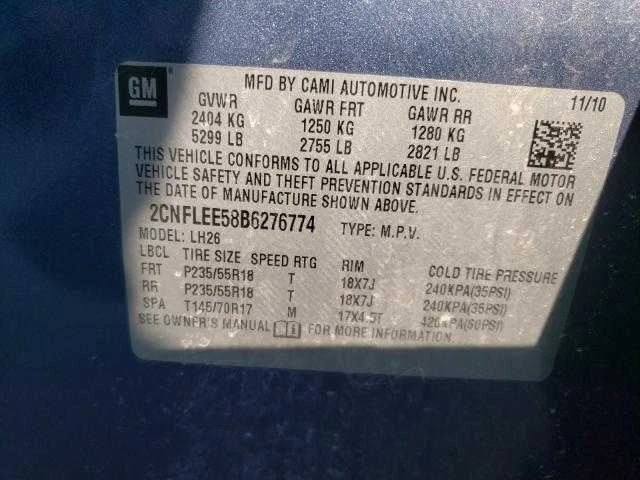 GM
MFD BY CAMI AUTOMOTIVE INC.
11/10
GVWR GAWR FRT GAWR RR
2404 KG 1250 KG 1280 KG
5299 LB 2755 LB 2821 LB
THIS VEHICLE CONFORMS TO ALL APPLICABLE U.S. FEDERAL MOTOR
VEHICLE SAFETY AND THEFT PREVENTION STANDARDS IN EFFECT ON
THE DATE OF MANUFACTURE SHOWN ABOVE.
2CNFLEE58B6276774 TYPE: M.P.V.
MODEL: LH26
LBCL TIRE SIZE SPEED RTG RIM COLD TIRE PRESSURE
FRT P235/55R18 T 18X7J 240KPA(35PSI)
RR P235/55R18 T 18X7J 240KPA(35PSI)
SPA T145/70R17 M 17X4.5T 420KPA(60PSI)
SEE OWNER'S MANUAL FOR MORE INFORMATION.